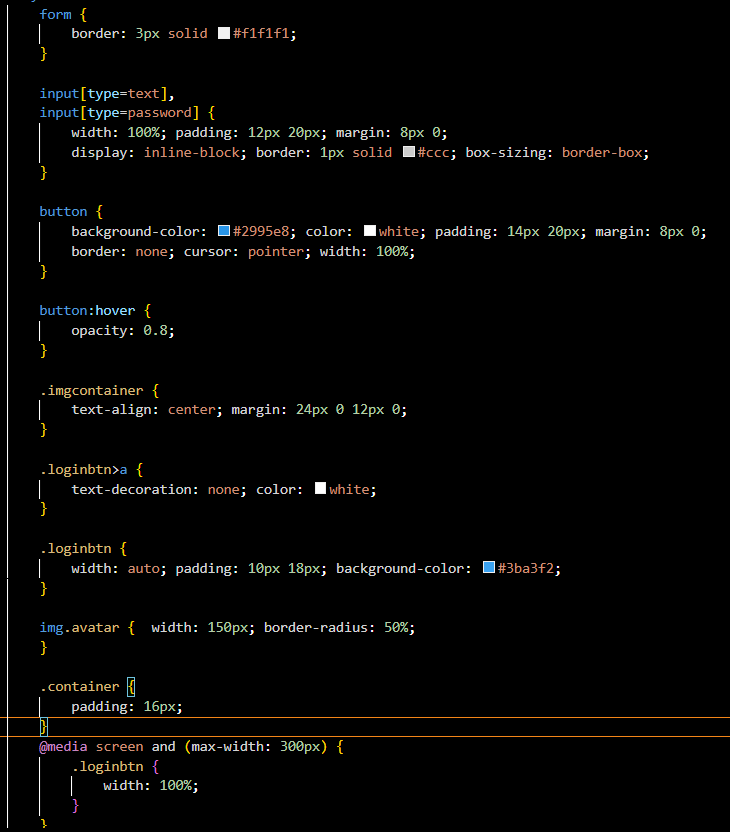 form {
    border: 3px solid #f1f1f1;
}

input[type=text],
input[type=password] {
    width: 100%; padding: 12px 20px; margin: 8px 0;
    display: inline-block; border: 1px solid #ccc; box-sizing: border-box;
}

button {
    background-color: #2995e8; color: white; padding: 14px 20px; margin: 8px 0;
    border: none; cursor: pointer; width: 100%;
}

button:hover {
    opacity: 0.8;
}

.imgcontainer {
    text-align: center; margin: 24px 0 12px 0;
}

.loginbtn>a {
    text-decoration: none; color: white;
}

.loginbtn {
    width: auto; padding: 10px 18px; background-color: #3ba3f2;
}

img.avatar {  width: 150px; border-radius: 50%;
}

.container {
    padding: 16px;
}
@media screen and (max-width: 300px) {
    .loginbtn {
        width: 100%;
    }
}